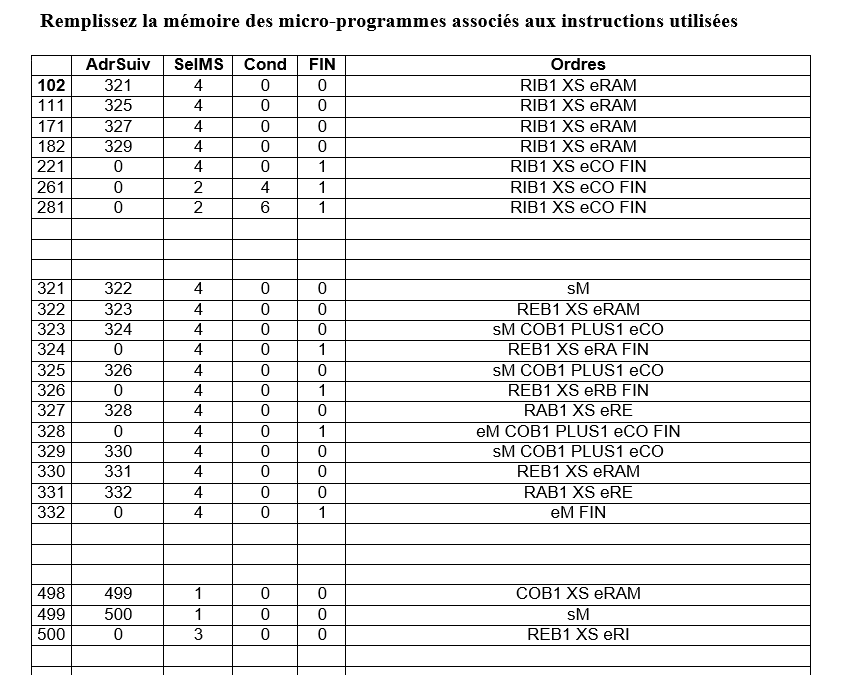 Remplissez la mémoire des micro-programmes associés aux instructions utilisées
AdrSuiv SelMS Cond FIN Ordres
102 321 4 0 0 RIB1 XS eRAM
111 325 4 0 0 RIB1 XS eRAM
171 327 4 0 0 RIB1 XS eRAM
182 329 4 0 0 RIB1 XS eRAM
221 0 4 0 1 RIB1 XS eCO FIN
261 0 2 4 1 RIB1 XS eCO FIN
281 0 2 6 1 RIB1 XS eCO FIN
321 322 4 0 0 sM
322 323 4 0 0 REB1 XS eRAM
323 324 4 0 0 sM COB1 PLUS1 eCO
324 0 4 0 1 REB1 XS eRA FIN
325 326 4 0 0 sM COB1 PLUS1 eCO
326 0 4 0 1 REB1 XS eRB FIN
327 328 4 0 0 RAB1 XS eRE
328 0 4 0 1 eM COB1 PLUS1 eCO FIN
329 330 4 0 0 sM COB1 PLUS1 eCO
330 331 4 0 0 REB1 XS eRAM
331 332 4 0 0 RAB1 XS eRE
332 0 4 0 1 eM FIN
498 499 1 0 0 COB1 XS eRAM
499 500 1 0 0 sM
500 0 3 0 0 REB1 XS eRI